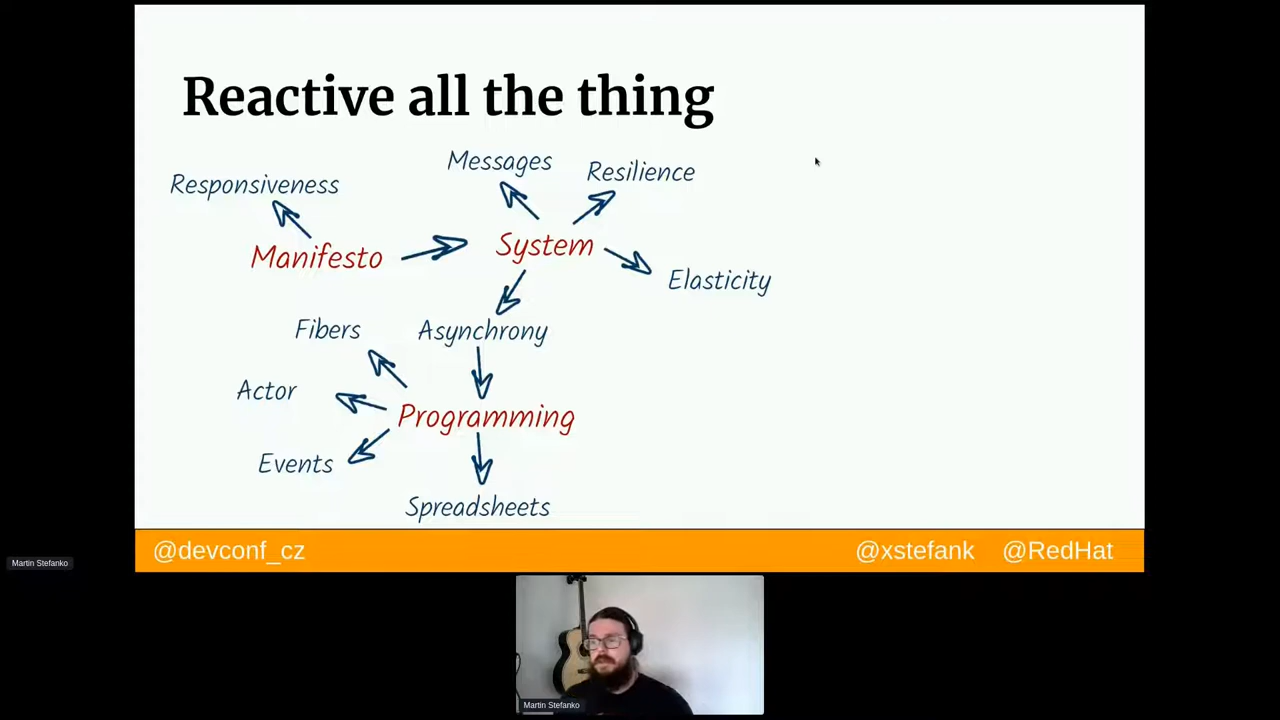 Reactive all the thing
Messages
Resilience
Responsiveness
System
Manifesto
Elasticity
Fibers
Asynchrony
Actor
Programming
Events
Spreadsheets
@devconf_cz
@xstefank @RedHat
Martin Stefanko
Martin Stefanko